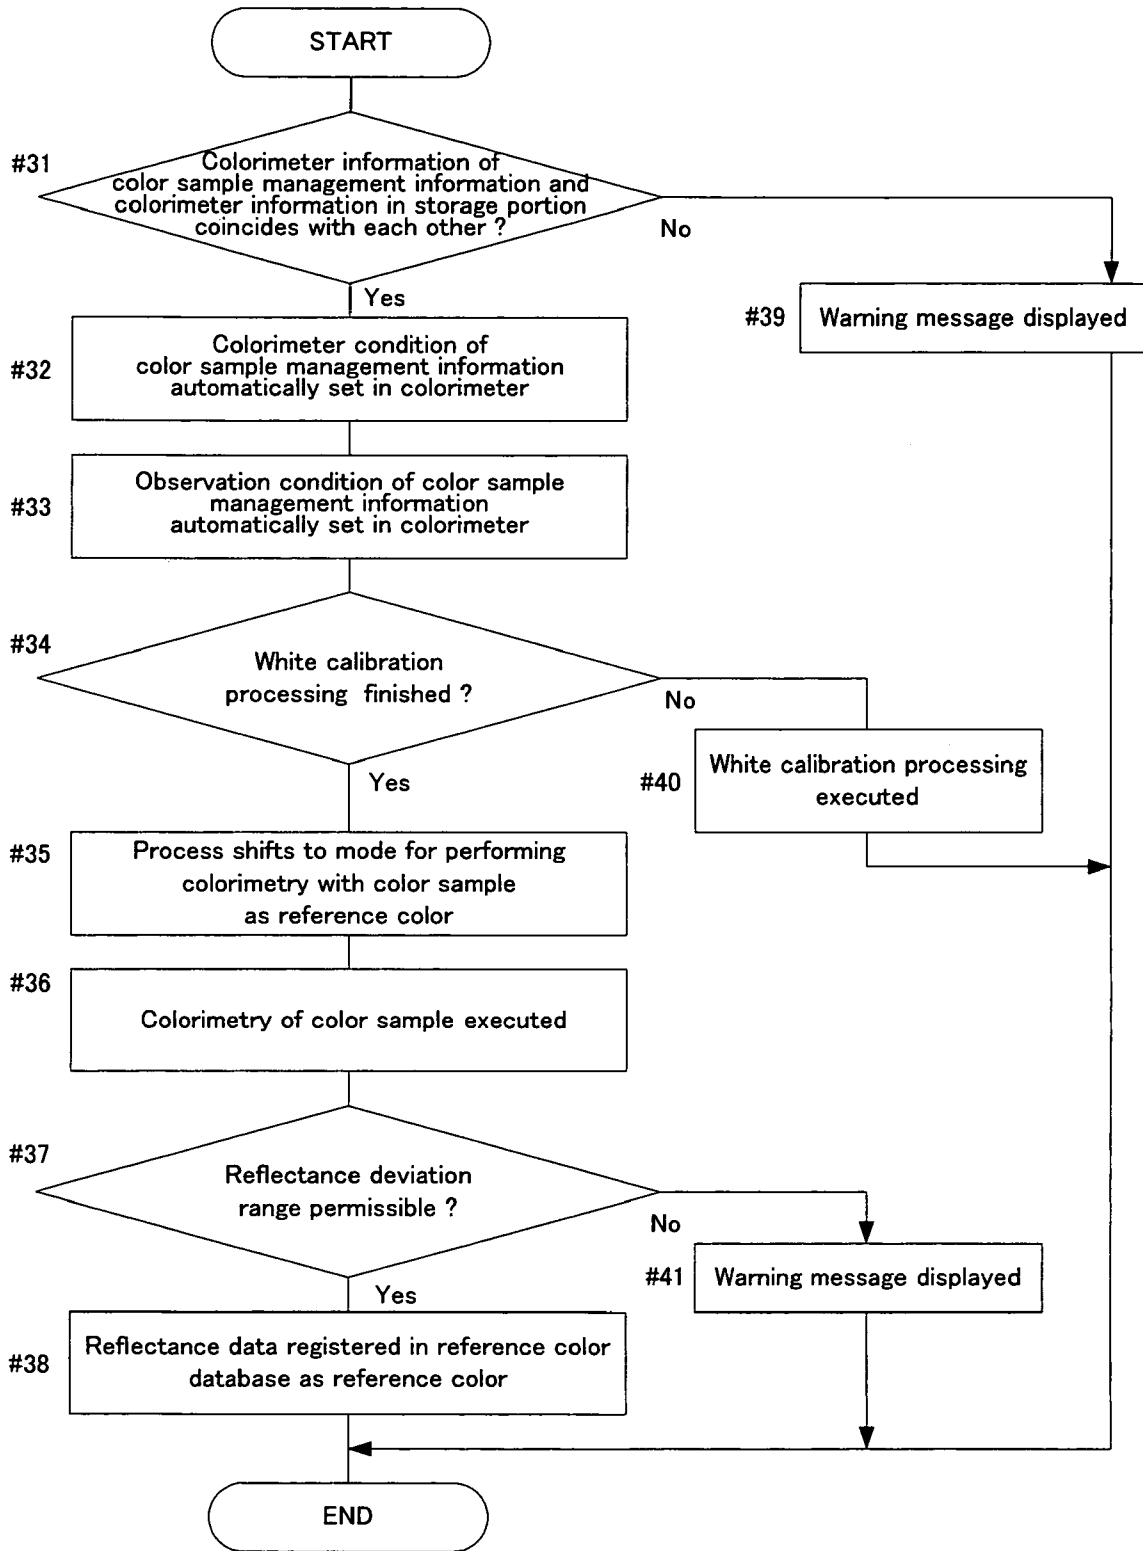 START
#31
Colorimeter information of
color sample management information and
colorimeter information in storage portion
coincides with each other ?
No
Yes
#39
Warning message displayed
#32
Colorimeter condition of
color sample management information
automatically set in colorimeter
#33
Observation condition of color sample
management information
automatically set in colorimeter
#34
White calibration
processing finished ?
No
Yes
#40
White calibration processing
executed
#35
Process shifts to mode for performing
colorimetry with color sample
as reference color
#36
Colorimetry of color sample executed
#37
Reflectance deviation
range permissible ?
No
Yes
#41
Warning message displayed
#38
Reflectance data registered in reference color
database as reference color
END